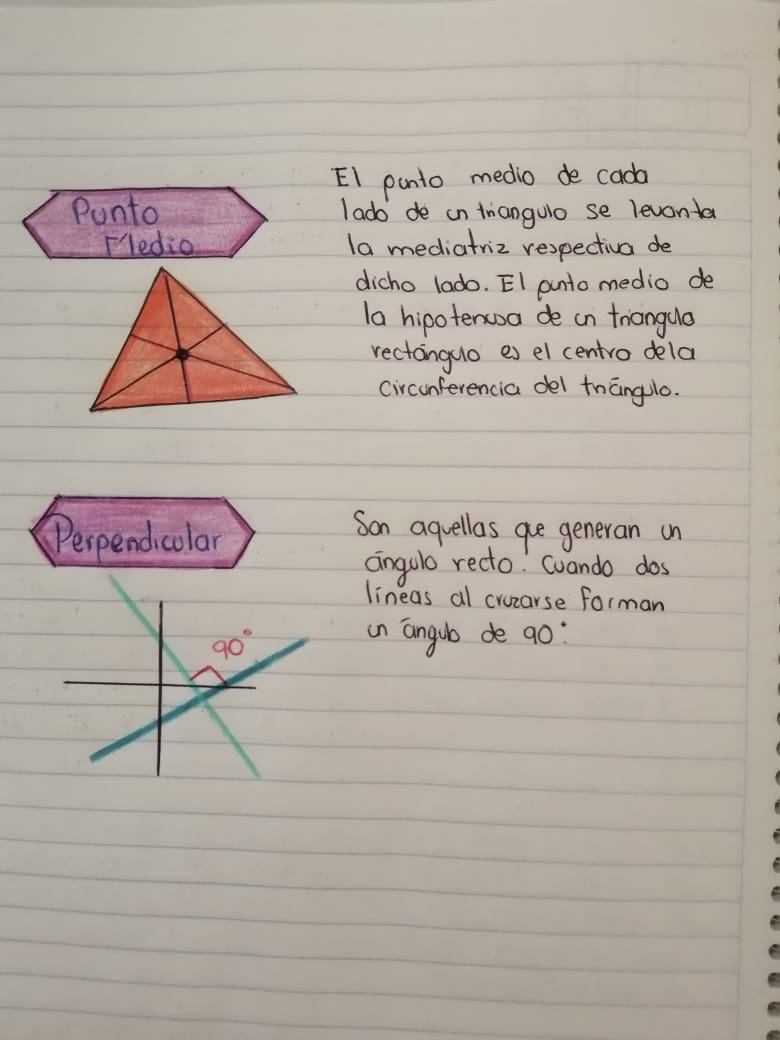 Punto
Medio
El punto medio de cada
lado de un triangulo se levanta
la mediatriz respectiva de
dicho lado. El punto medio de
la hipotenusa de un triangulo
rectángulo es el centro dela
circunferencia del triángulo.
Perpendicular
Son aquellas que generan un
ángulo recto. Cuando dos
líneas al cruzarse forman
un ángulo de 90°.
90°